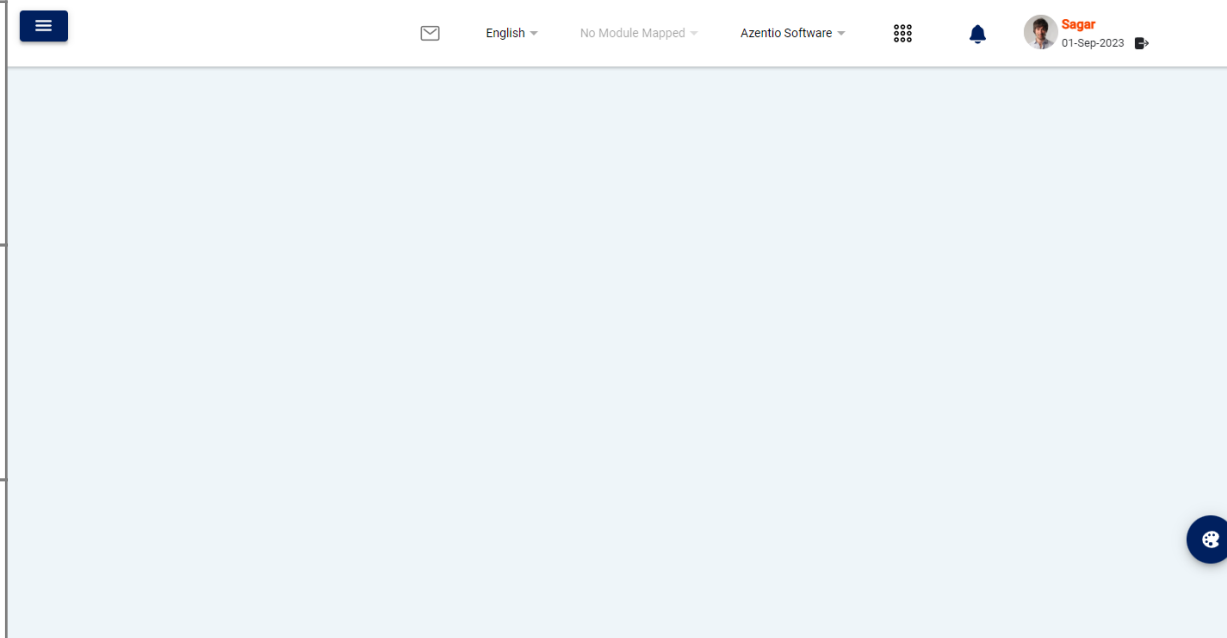 English
No Module Mapped
Azentio Software
Sagar
01-Sep-2023